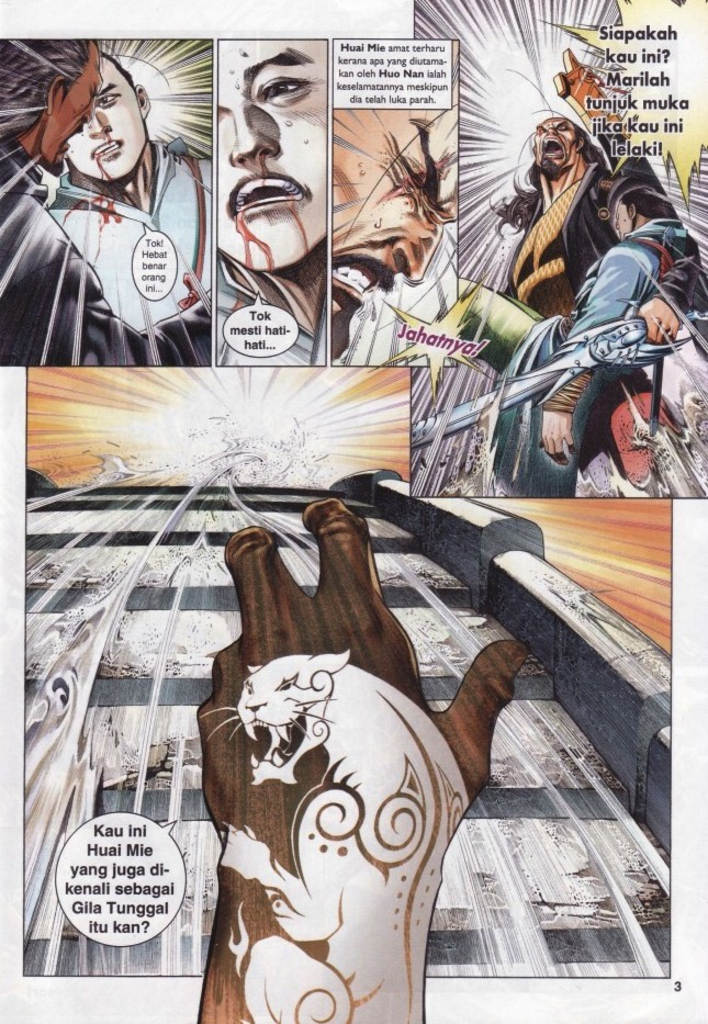 Tok!
Hebat
benar
orang
ini...
Tok
mesti hati-
hati...
Huai Mie amat terharu
kerana apa yang diutama-
kan oleh Huo Nan ialah
keselamatannya meskipun
dia telah luka parah.
Jahatnya!
Siapakah
kau ini?
Marilah
tunjuk muka
jika kau ini
lelaki!
Kau ini
Huai Mie
yang juga di-
kenali sebagai
Gila Tunggal
itu kan?
3